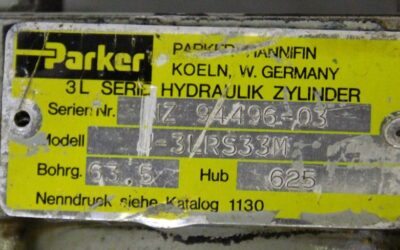 Parker
PARKER HANNIFIN
KOELN, W. GERMANY
3L SERIE HYDRAULIK ZYLINDER
Serien Nr. 94496-03
Modell
Bohrg. 63.5 Hub 625
Nenndruck siehe Katalog 1130